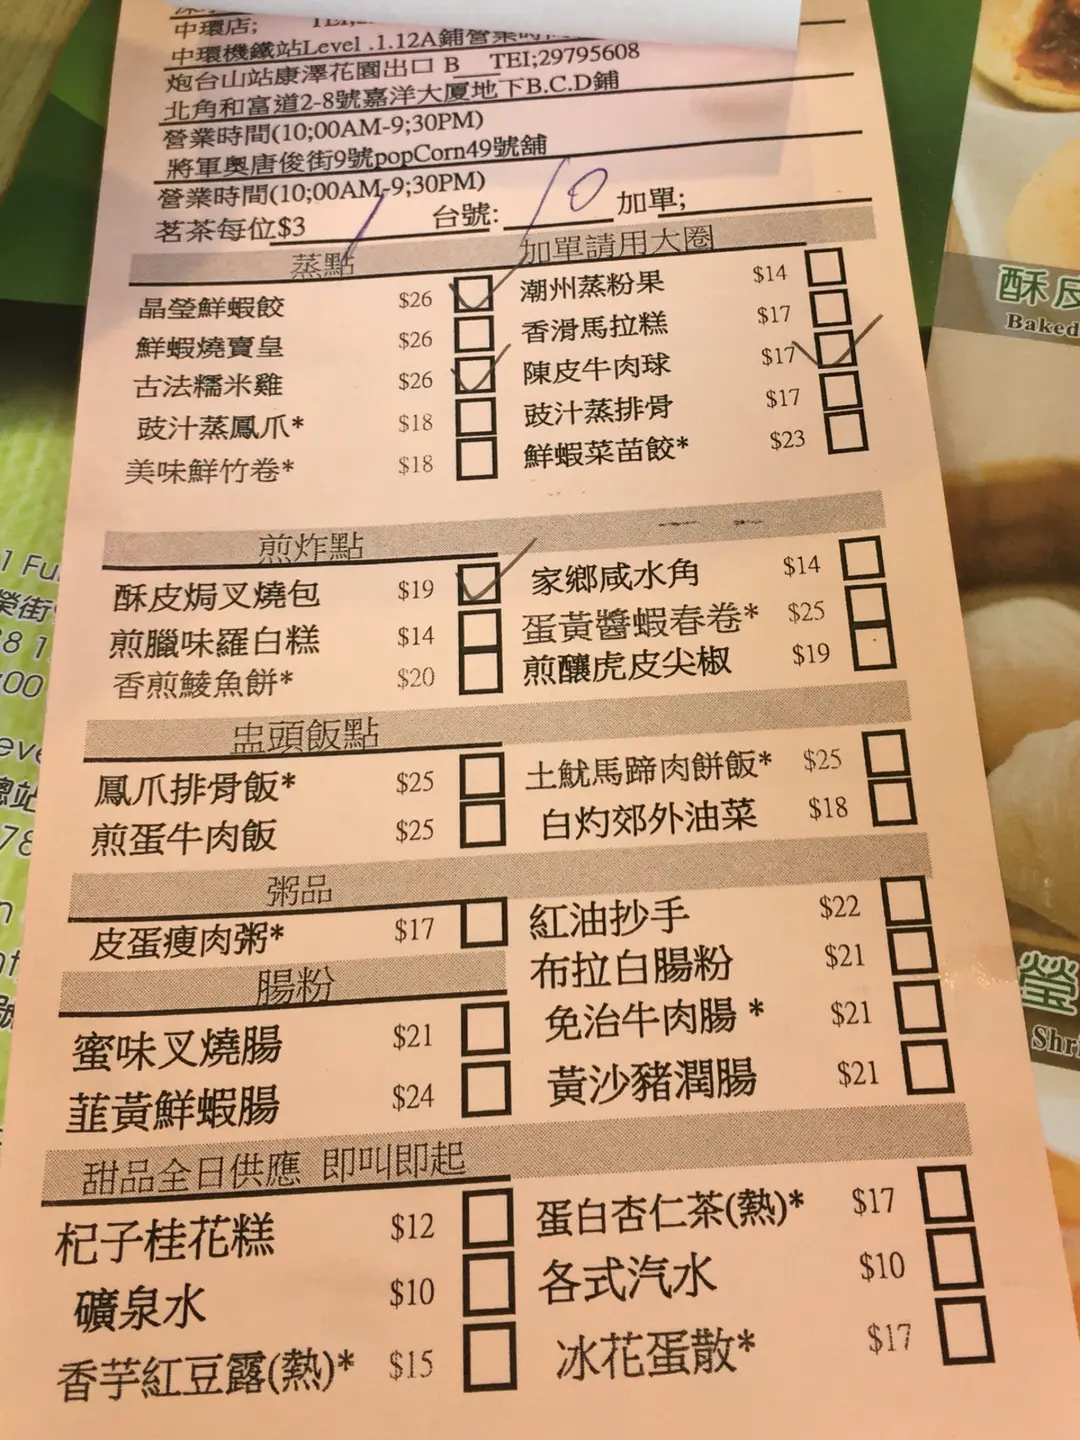 中環店;
中環機鐵站Level .1.12A鋪營業時
炮台山站康澤花園出口 B TEI;29795608
北角和富道2-8號嘉洋大廈地下B.C.D鋪
營業時間(10;00AM-9;30PM)
將軍奧唐俊街9號popCorn49號舖
營業時間(10;00AM-9;30PM)
茗茶每位$3 1 台號: 10 加單;
蒸點 加單請用大圈
晶瑩鮮蝦餃 $26 潮州蒸粉果 $14
鮮蝦燒賣皇 $26 香滑馬拉糕 $17
古法糯米雞 $26 陳皮牛肉球 $17
豉汁蒸鳳爪* $18 豉汁蒸排骨 $17
美味鮮竹卷* $18 鮮蝦菜苗餃* $23
煎炸點
酥皮焗叉燒包 $19 家鄉咸水角 $14
煎臘味羅白糕 $14 蛋黃醬蝦春卷* $25
香煎鯪魚餅* $20 煎釀虎皮尖椒 $19
盅頭飯點
鳳爪排骨飯* $25 土魷馬蹄肉餅飯* $25
煎蛋牛肉飯 $25 白灼郊外油菜 $18
粥品
皮蛋瘦肉粥* $17 紅油抄手 $22
腸粉 布拉白腸粉 $21
蜜味叉燒腸 $21 免治牛肉腸 * $21
韮黃鮮蝦腸 $24 黃沙豬潤腸 $21
甜品全日供應 即叫即起
杞子桂花糕 $12 蛋白杏仁茶(熱)* $17
礦泉水 $10 各式汽水 $10
香芋紅豆露(熱)* $15 冰花蛋散* $17
酥皮
Baked
瑩
Shri